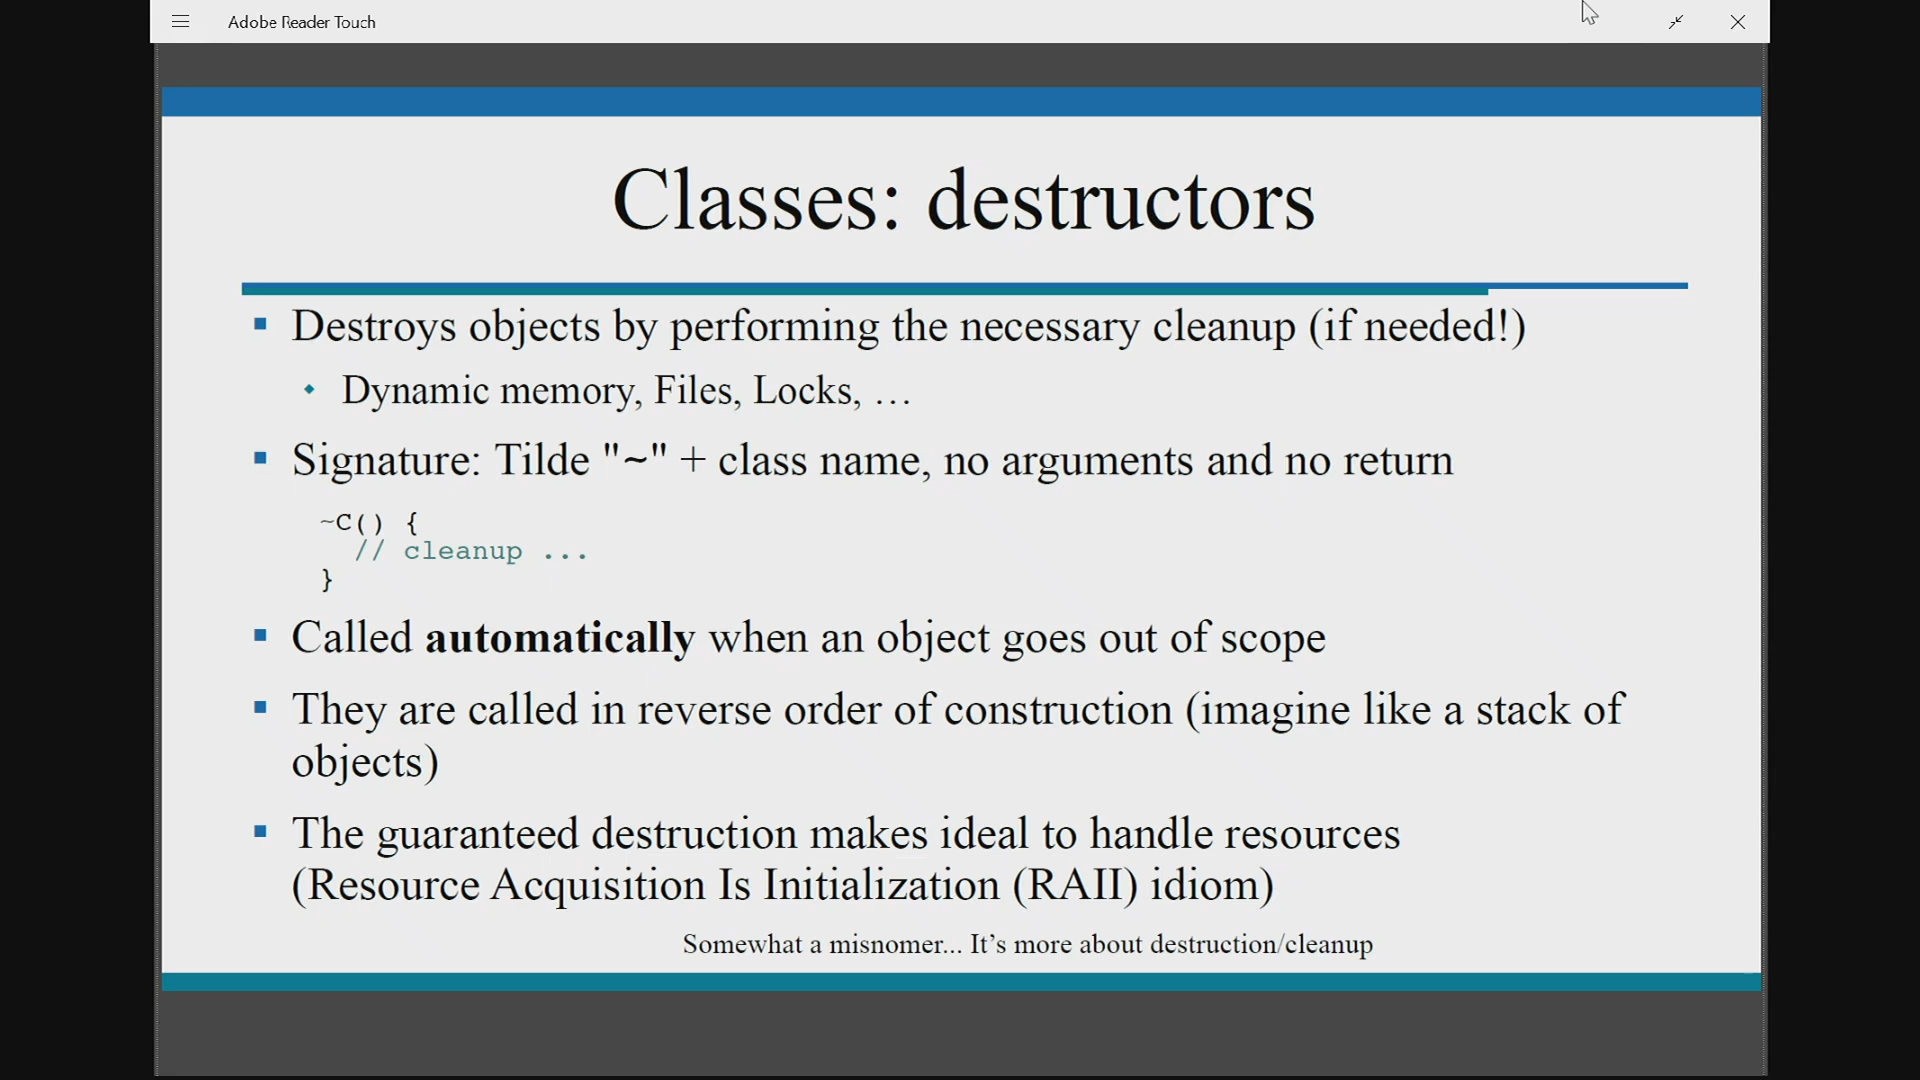 Adobe Reader Touch
Classes: destructors
Destroys objects by performing the necessary cleanup (if needed!)
Dynamic memory, Files, Locks, …
Signature: Tilde "~" + class name, no arguments and no return
~C() {
// cleanup ...
}
Called automatically when an object goes out of scope
They are called in reverse order of construction (imagine like a stack of
objects)
The guaranteed destruction makes ideal to handle resources
(Resource Acquisition Is Initialization (RAII) idiom)
Somewhat a misnomer... It’s more about destruction/cleanup